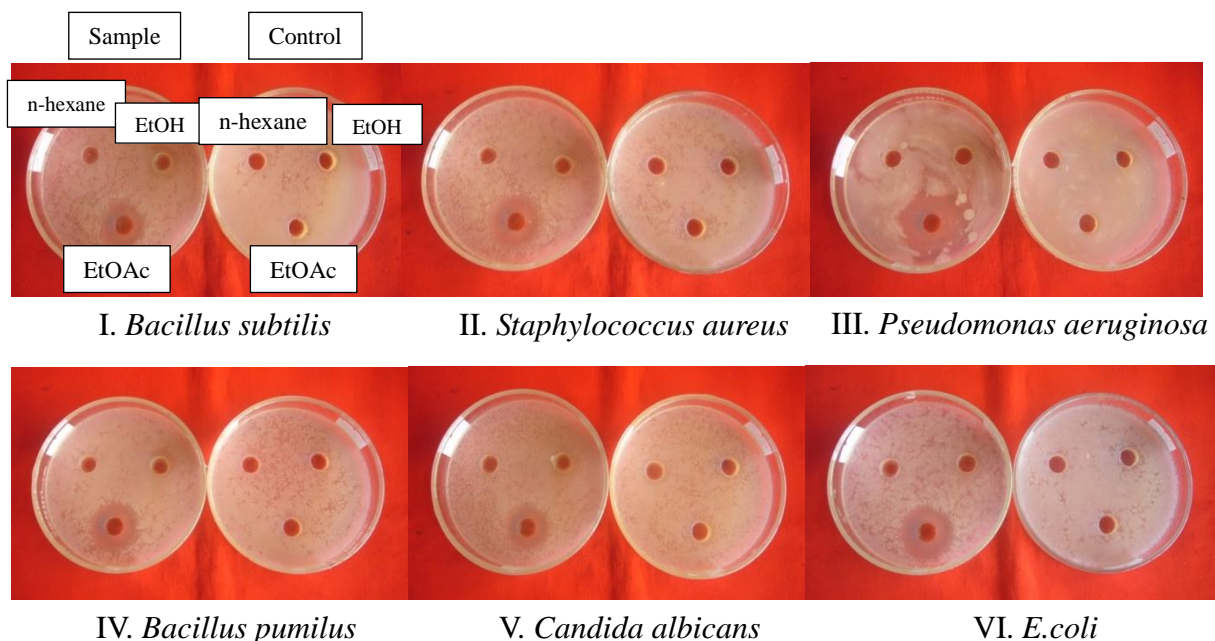 Sample
Control
n-hexane
EtOH
n-hexane
EtOH
EtOAc
EtOAc
I. Bacillus subtilis
II. Staphylococcus aureus
III. Pseudomonas aeruginosa
IV. Bacillus pumilus
V. Candida albicans
VI. E.coli